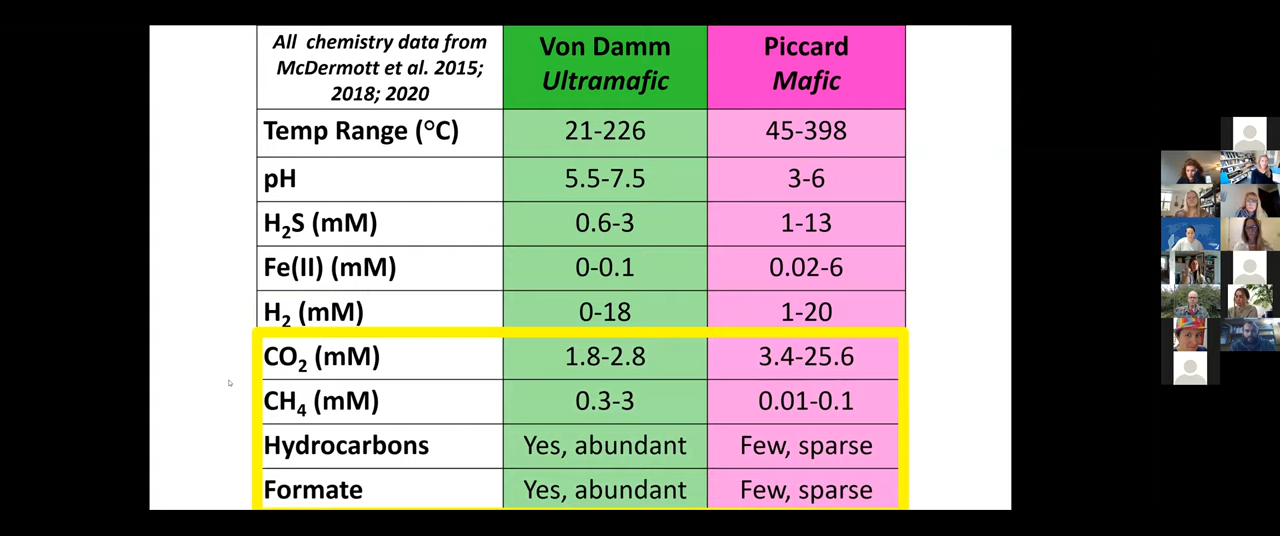 All chemistry data from
McDermott et al. 2015;
2018; 2020
Von Damm
Ultramafic
Piccard
Mafic
Temp Range (°C) 21-226 45-398
pH 5.5-7.5 3-6
H₂S (mM) 0.6-3 1-13
Fe(II) (mM) 0-0.1 0.02-6
H₂ (mM) 0-18 1-20
CO₂ (mM) 1.8-2.8 3.4-25.6
CH₄ (mM) 0.3-3 0.01-0.1
Hydrocarbons Yes, abundant Few, sparse
Formate Yes, abundant Few, sparse